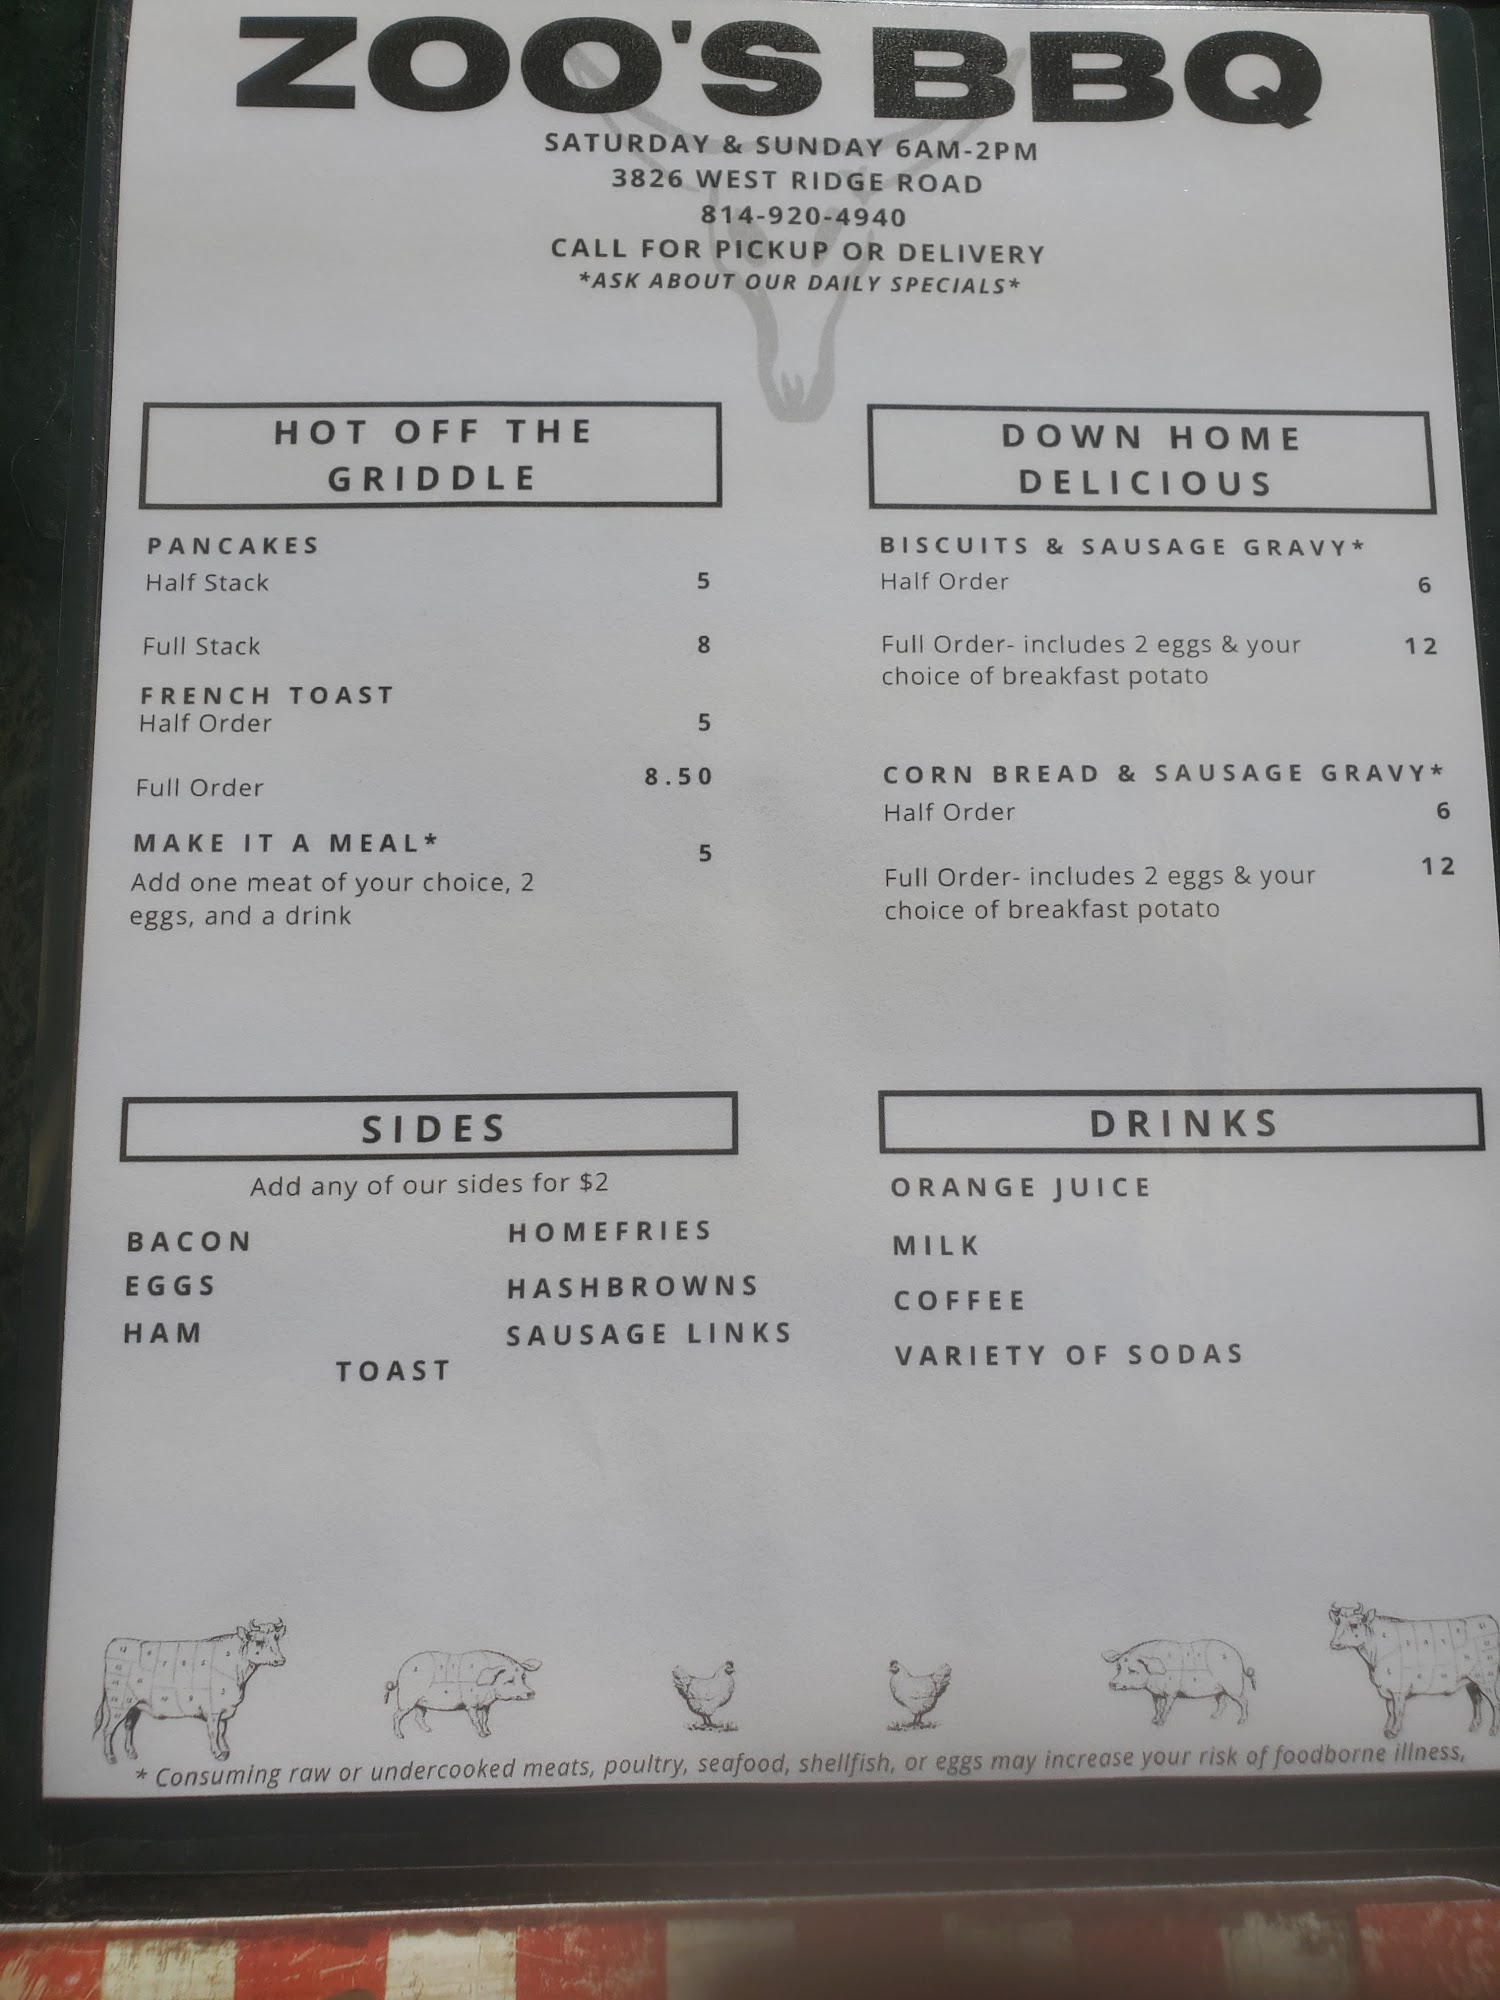 ZOO'S BBQ
SATURDAY & SUNDAY 6AM-2PM
3826 WEST RIDGE ROAD
814-920-4940
CALL FOR PICKUP OR DELIVERY
*ASK ABOUT OUR DAILY SPECIALS*
HOT OFF THE
GRIDDLE
PANCAKES
Half Stack 5
Full Stack 8
FRENCH TOAST
Half Order 5
Full Order 8.50
MAKE IT A MEAL* 5
Add one meat of your choice, 2
eggs, and a drink
DOWN HOME
DELICIOUS
BISCUITS & SAUSAGE GRAVY*
Half Order 6
Full Order- includes 2 eggs & your 12
choice of breakfast potato
CORN BREAD & SAUSAGE GRAVY*
Half Order 6
Full Order- includes 2 eggs & your 12
choice of breakfast potato
SIDES
Add any of our sides for $2
BACON
EGGS
HAM
HOMEFRIES
HASHBROWNS
SAUSAGE LINKS
TOAST
DRINKS
ORANGE JUICE
MILK
COFFEE
VARIETY OF SODAS
* Consuming raw or undercooked meats, poultry, seafood, shellfish, or eggs may increase your risk of foodborne illness,